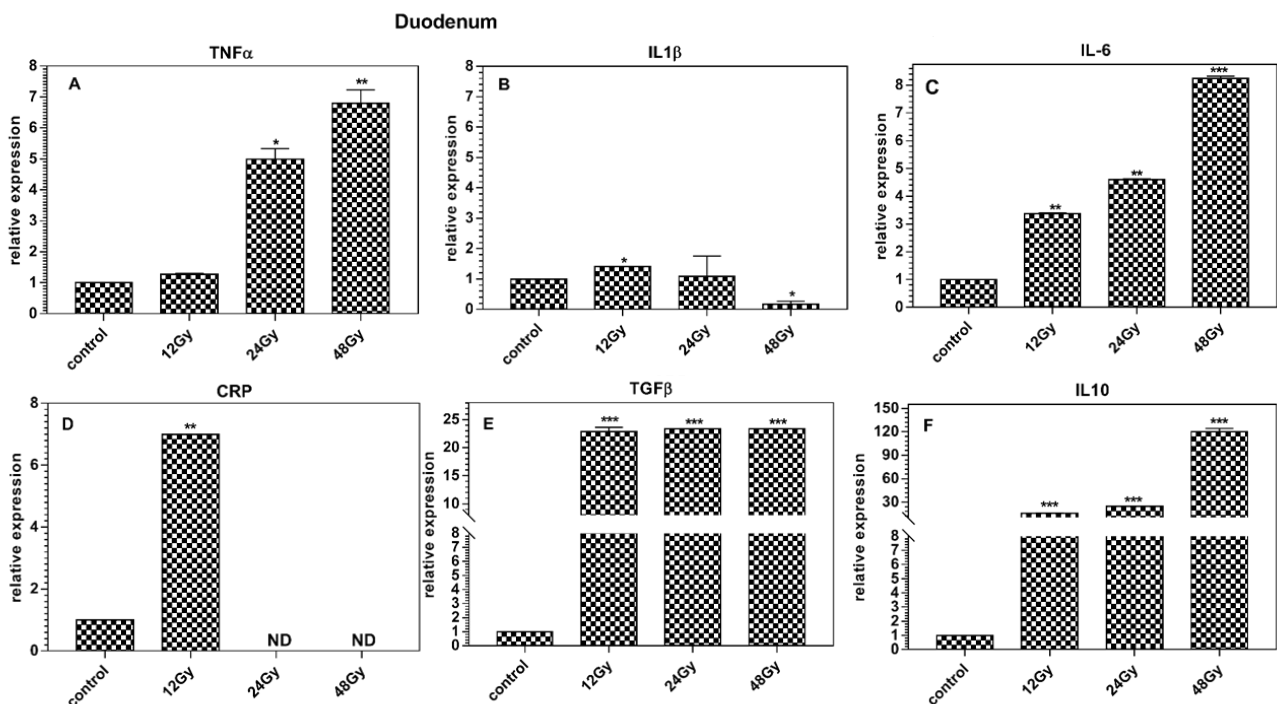 Duodenum
TNFα
A
relative expression
8
7
6
5
4
3
2
1
0
*
**
control
12Gy
24Gy
48Gy
IL1β
B
relative expression
8
7
6
5
4
3
2
1
0
*
*
control
12Gy
24Gy
48Gy
IL-6
C
relative expression
8
7
6
5
4
3
2
1
0
**
**
***
control
12Gy
24Gy
48Gy
CRP
D
relative expression
8
6
4
2
0
**
ND
ND
control
12Gy
24Gy
48Gy
TGFβ
E
relative expression
25
20
15
10
8
7
6
5
4
3
2
1
0
***
***
***
control
12Gy
24Gy
48Gy
IL10
F
relative expression
150
120
90
60
30
8
7
6
5
4
3
2
1
0
***
***
***
control
12Gy
24Gy
48Gy